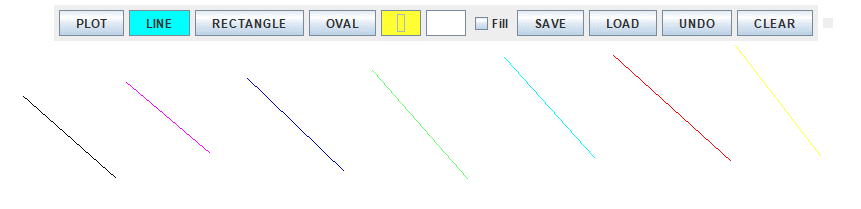 PLOT LINE RECTANGLE OVAL Fill SAVE LOAD UNDO CLEAR